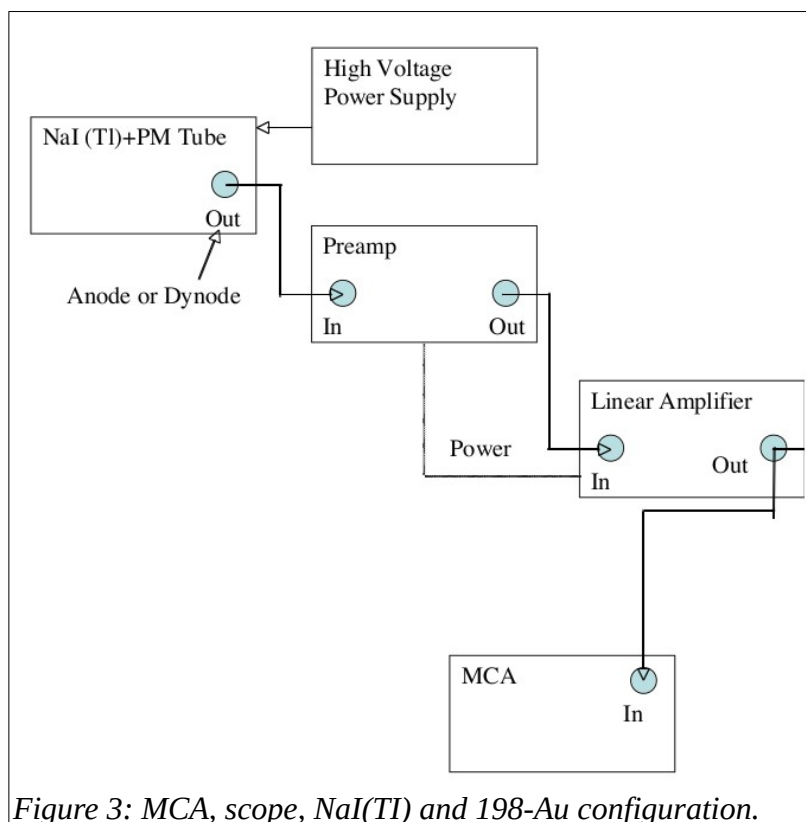 High Voltage
Power Supply
NaI (Tl)+PM Tube
Out
Anode or Dynode
Preamp
In
Out
Power
Linear Amplifier
In
Out
MCA
In
Figure 3: MCA, scope, NaI(TI) and 198-Au configuration.